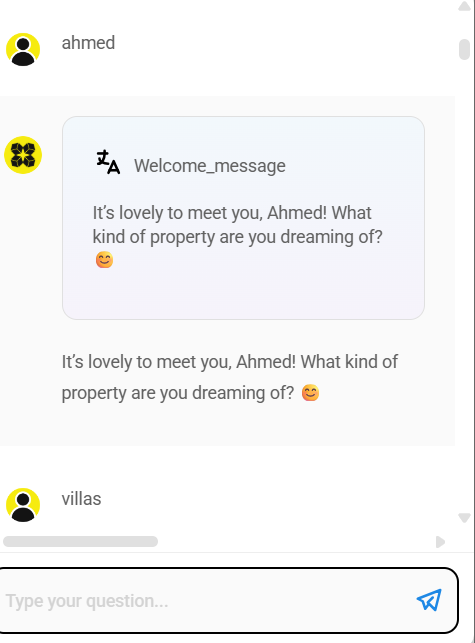 ahmed
Welcome_message
It’s lovely to meet you, Ahmed! What
kind of property are you dreaming of?
😊
It’s lovely to meet you, Ahmed! What kind of
property are you dreaming of? 😊
villas
Type your question...